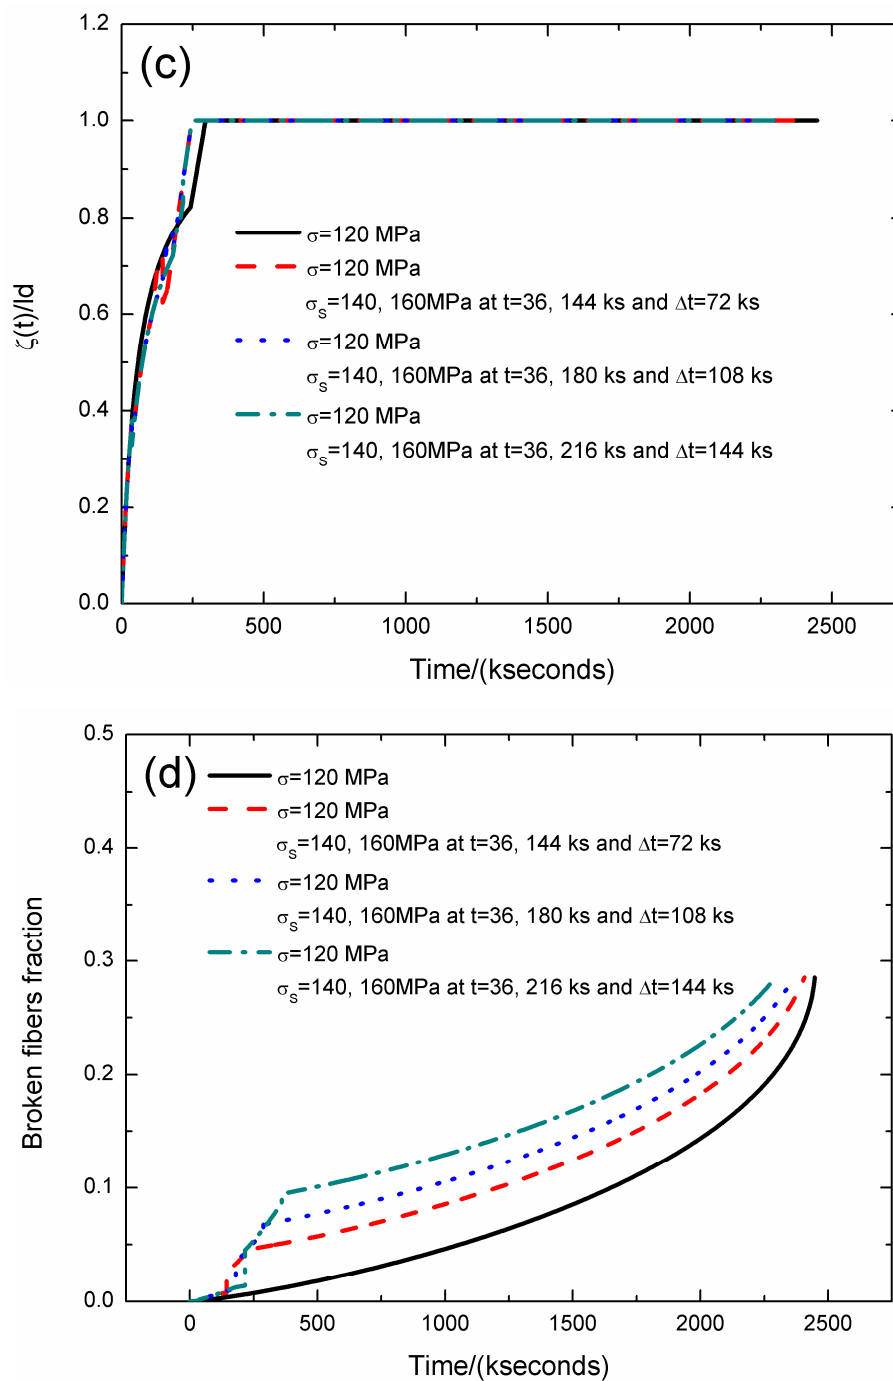 1.2
(c)
1.0
0.8
0.6
0.4
0.2
0.0
ζ(t)/ld
σ=120 MPa
σ=120 MPa
σS=140, 160MPa at t=36, 144 ks and Δt=72 ks
σ=120 MPa
σS=140, 160MPa at t=36, 180 ks and Δt=108 ks
σ=120 MPa
σS=140, 160MPa at t=36, 216 ks and Δt=144 ks
0 500 1000 1500 2000 2500
Time/(kseconds)
0.5
(d)
0.4
0.3
0.2
0.1
0.0
Broken fibers fraction
σ=120 MPa
σ=120 MPa
σS=140, 160MPa at t=36, 144 ks and Δt=72 ks
σ=120 MPa
σS=140, 160MPa at t=36, 180 ks and Δt=108 ks
σ=120 MPa
σS=140, 160MPa at t=36, 216 ks and Δt=144 ks
0 500 1000 1500 2000 2500
Time/(kseconds)